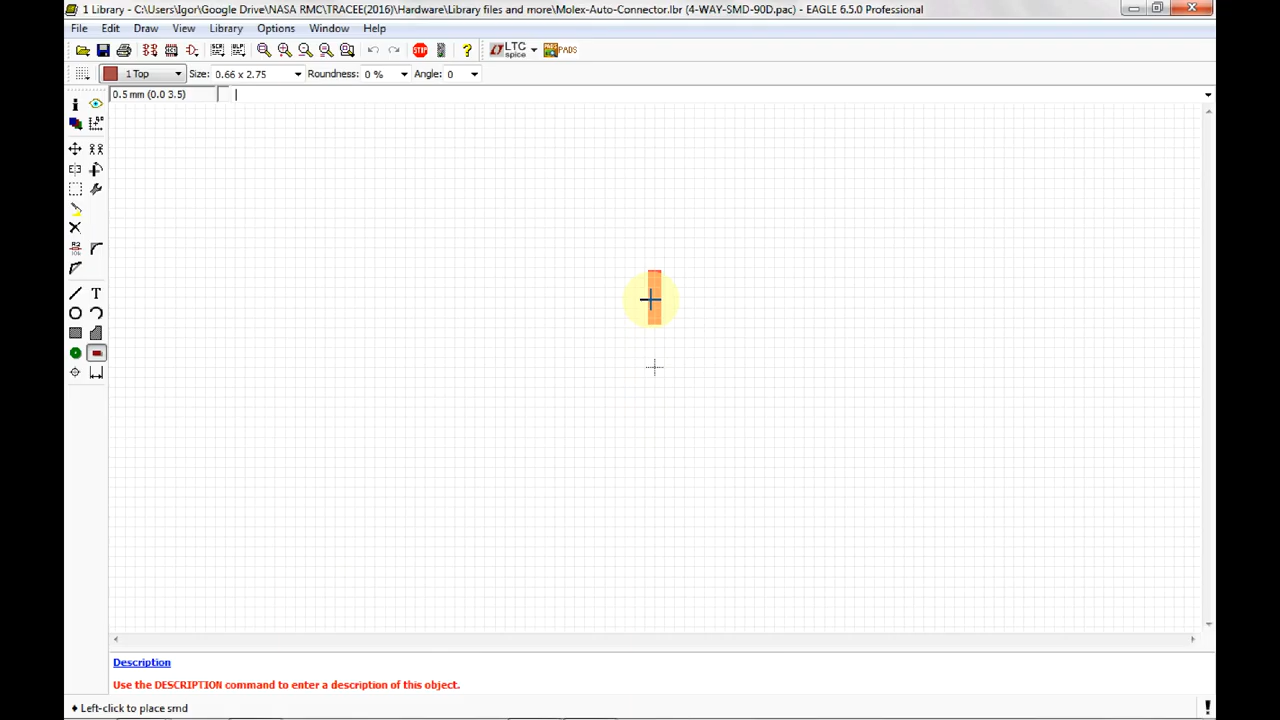 1 Library - C:\Users\Igor\Google Drive\NASA RMC\TRACEE(2016)\Hardware\Library files and more\Molex-Auto-Connector.lbr (4-WAY-SMD-90D.pac) - EAGLE 6.5.0 Professional
File Edit Draw View Library Options Window Help
STOP ? LTC spice PADS
1 Top Size: 0.66 x 2.75 Roundness: 0 % Angle: 0
0.5 mm (0.0 3.5)
R2
10k
T
Description
Use the DESCRIPTION command to enter a description of this object.
Left-click to place smd